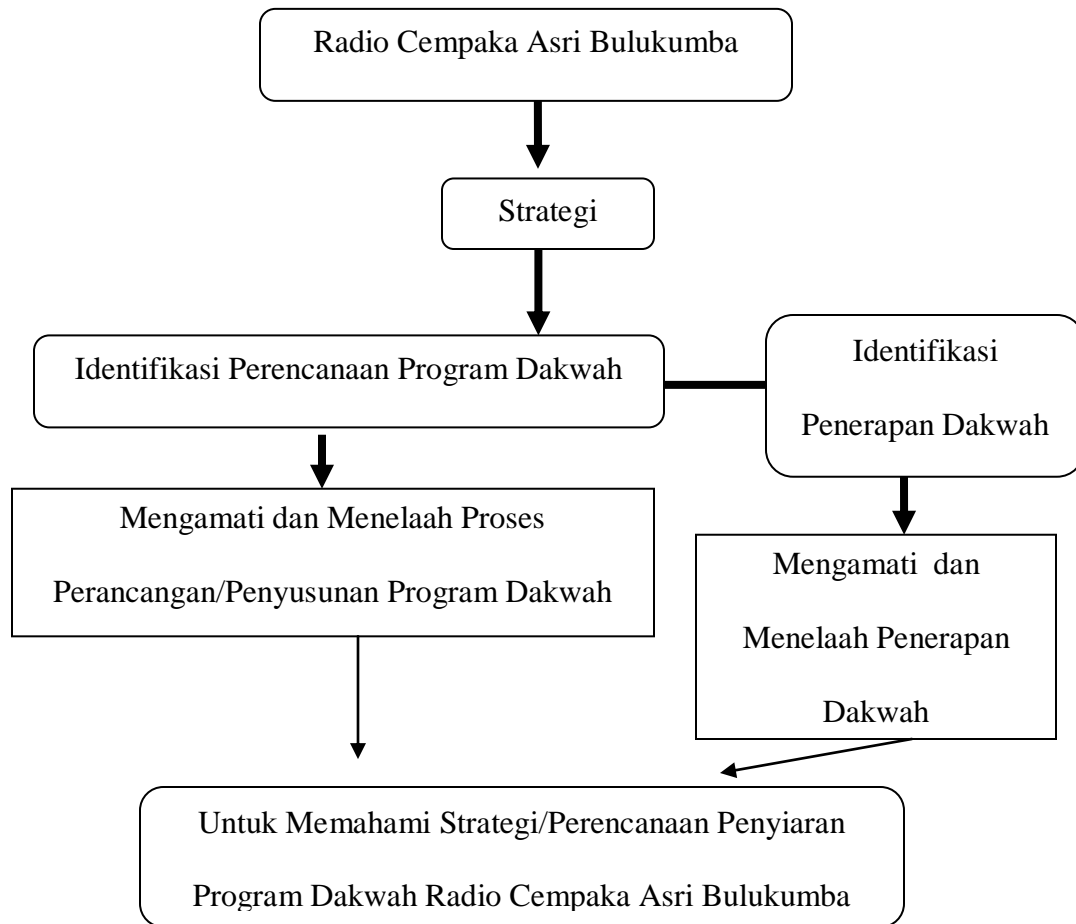 Radio Cempaka Asri Bulukumba
Strategi
Identifikasi Perencanaan Program Dakwah
Identifikasi
Penerapan Dakwah
Mengamati dan Menelaah Proses
Perancangan/Penyusunan Program Dakwah
Mengamati dan
Menelaah Penerapan
Dakwah
Untuk Memahami Strategi/Perencanaan Penyiaran
Program Dakwah Radio Cempaka Asri Bulukumba